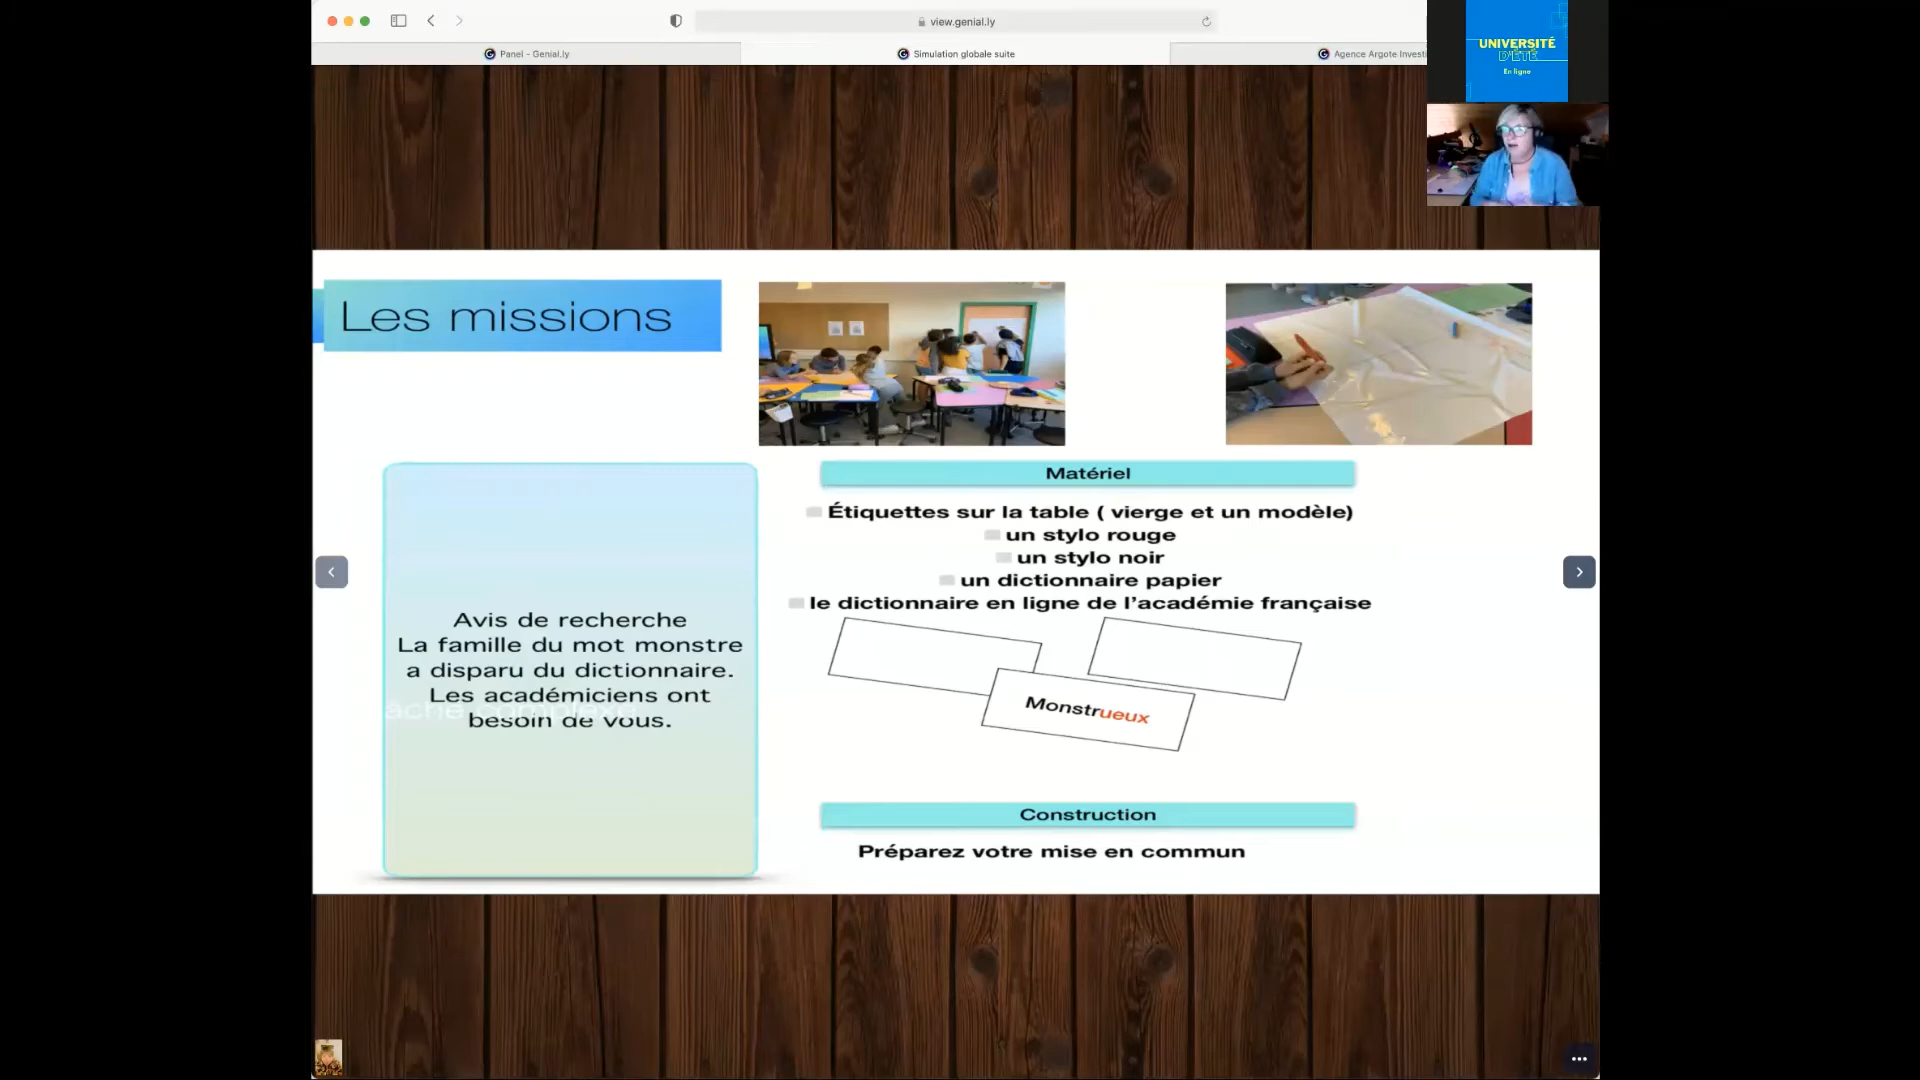 view.genial.ly
Panel - Genial.ly
Simulation globale suite
Agence Argote Investi
UNIVERSITÉ
D'ÉTÉ
En ligne
Les missions
Matériel
Étiquettes sur la table ( vierge et un modèle)
un stylo rouge
un stylo noir
un dictionnaire papier
le dictionnaire en ligne de l'académie française
Avis de recherche
La famille du mot monstre
a disparu du dictionnaire.
Les académiciens ont
besoin de vous.
ache complexe
Monstrueux
Construction
Préparez votre mise en commun